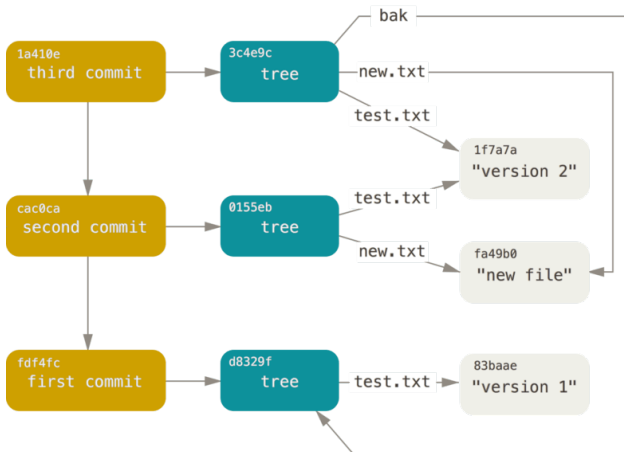 bak
1a410e
third commit
3c4e9c
tree
new.txt
test.txt
1f7a7a
"version 2"
cac0ca
second commit
0155eb
tree
test.txt
new.txt
fa49b0
"new file"
fdf4fc
first commit
d8329f
tree
test.txt
83baae
"version 1"